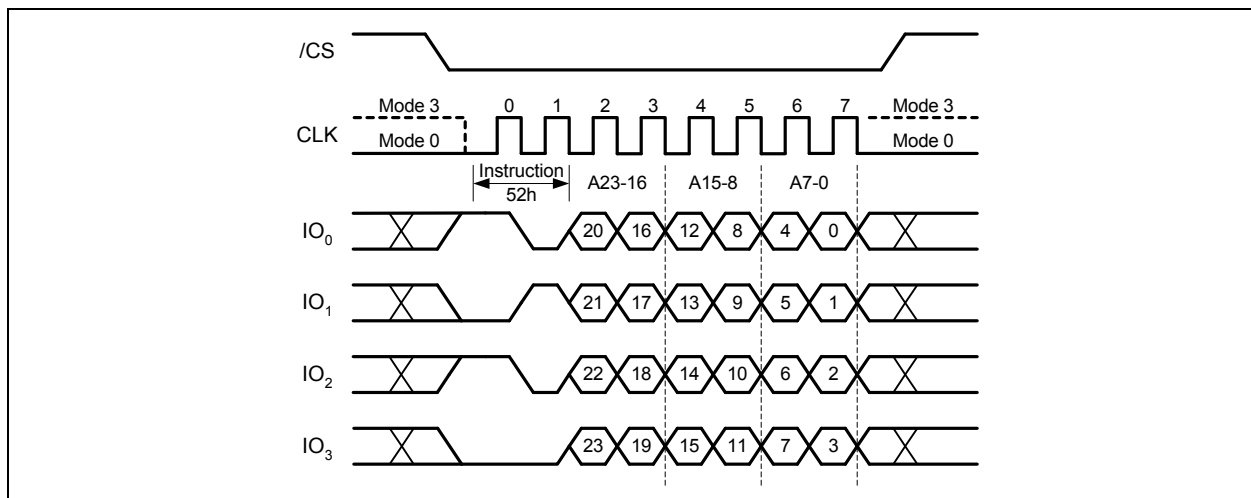 /CS
Mode 3 0 1 2 3 4 5 6 7 Mode 3
CLK
Mode 0 Mode 0
Instruction A23-16 A15-8 A7-0
52h
IO0 20 16 12 8 4 0
IO1 21 17 13 9 5 1
IO2 22 18 14 10 6 2
IO3 23 19 15 11 7 3